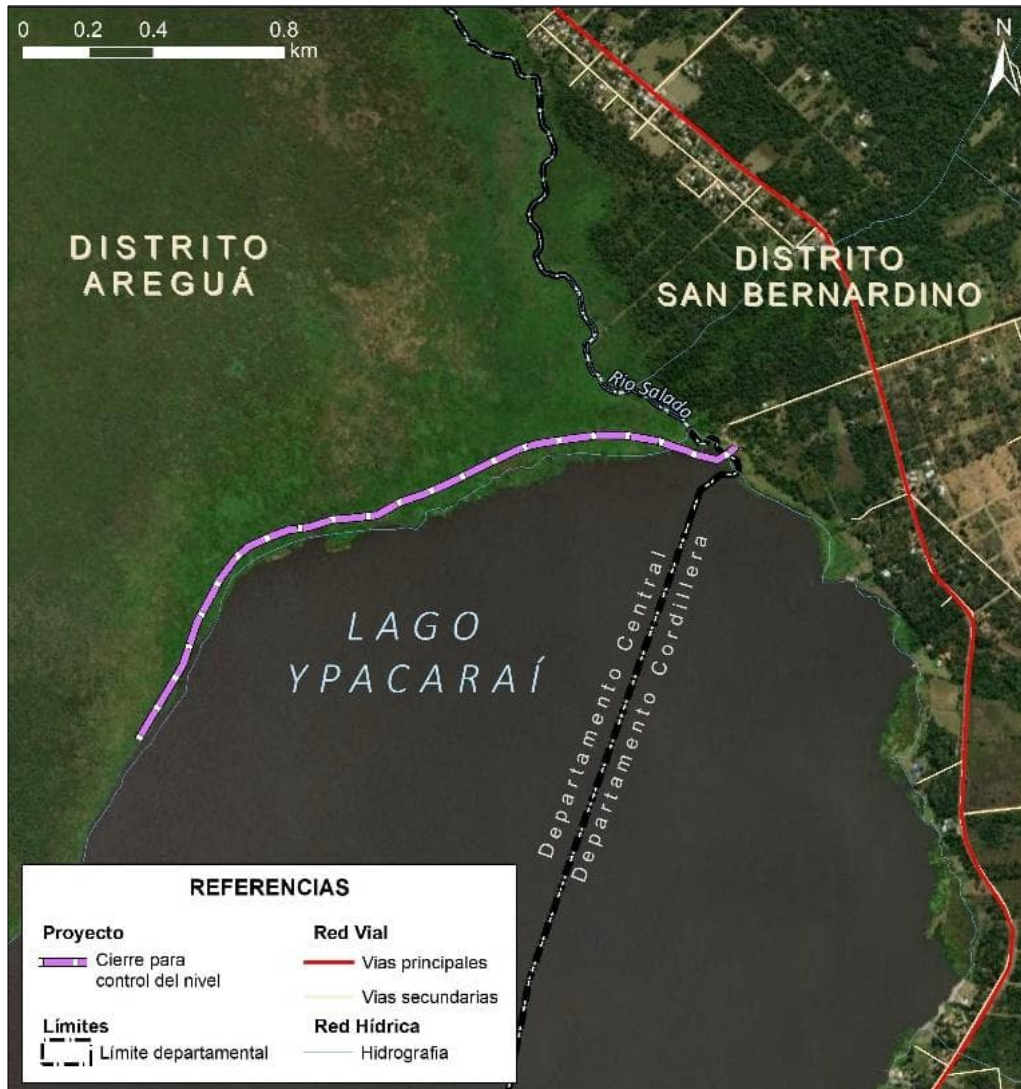 0 0.2 0.4 0.8
km
N
DISTRITO
AREGUÁ
DISTRITO
SAN BERNARDINO
Río Salado
LAGO
YPACARAÍ
Departamento Central
Departamento Cordillera
REFERENCIAS
Proyecto
Cierre para
control del nivel
Límites
Límite departamental
Red Vial
Vias principales
Vias secundarias
Red Hídrica
Hidrografia